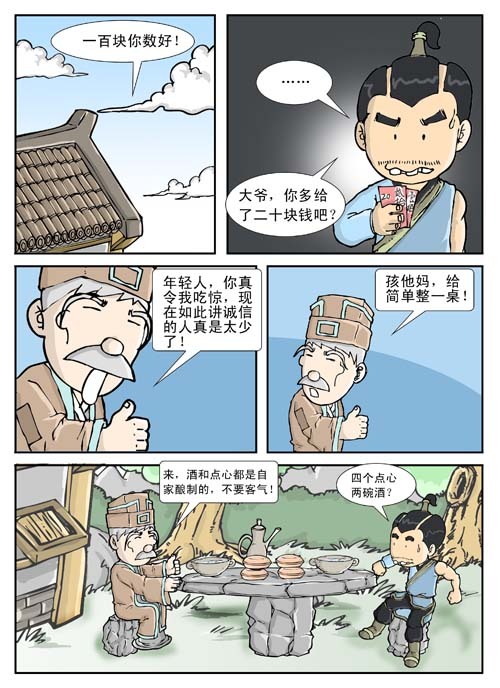 一百块你数好！
……
大爷，你多给
了二十块钱吧？
年轻人，你真
令我吃惊，现
在如此讲诚信
的人真是太少
了！
孩他妈，给
简单整一桌！
来，酒和点心都是自
家酿制的，不要客气！
四个点心
两碗酒？